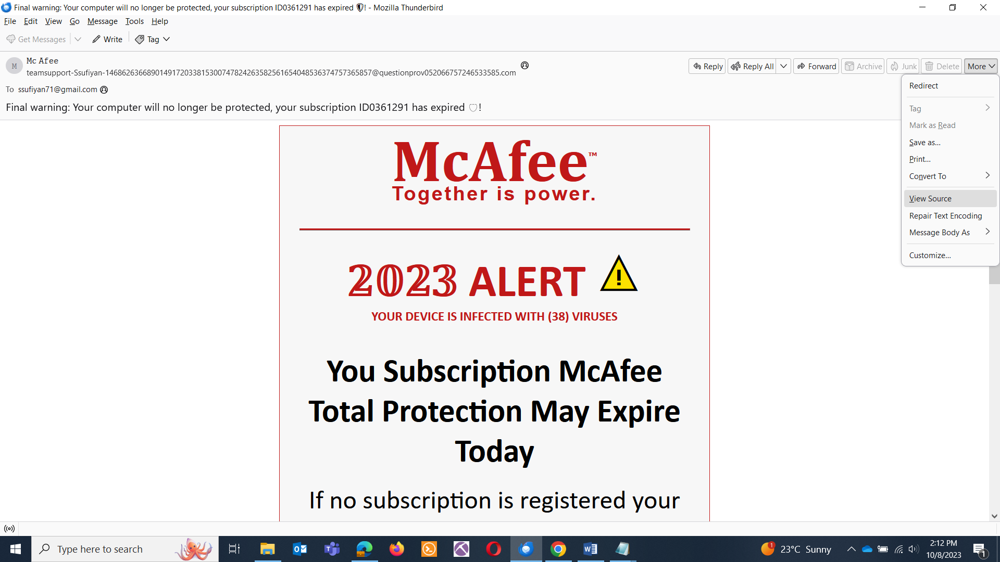 Final warning: Your computer will no longer be protected, your subscription ID0361291 has expired 🛡! - Mozilla Thunderbird
File Edit View Go Message Tools Help
Get Messages Write Tag
M
Mc Afee
teamsupport-Ssufiyan-14686263668901491720338153007478242635825616540485363747573658​57@questionprov052066757246533585.com
Reply Reply All Forward Archive Junk Delete More
To ssufiyan71@gmail.com
Final warning: Your computer will no longer be protected, your subscription ID0361291 has expired 🛡!
Redirect
Tag
Mark as Read
Save as...
Print...
Convert To
View Source
Repair Text Encoding
Message Body As
Customize...
McAfee™
Together is power.
𝟚𝟘𝟚𝟛 ALERT
YOUR DEVICE IS INFECTED WITH (38) VIRUSES
You Subscription McAfee
Total Protection May Expire
Today
If no subscription is registered your
Type here to search
1
23°C Sunny
2:12 PM
10/8/2023
1